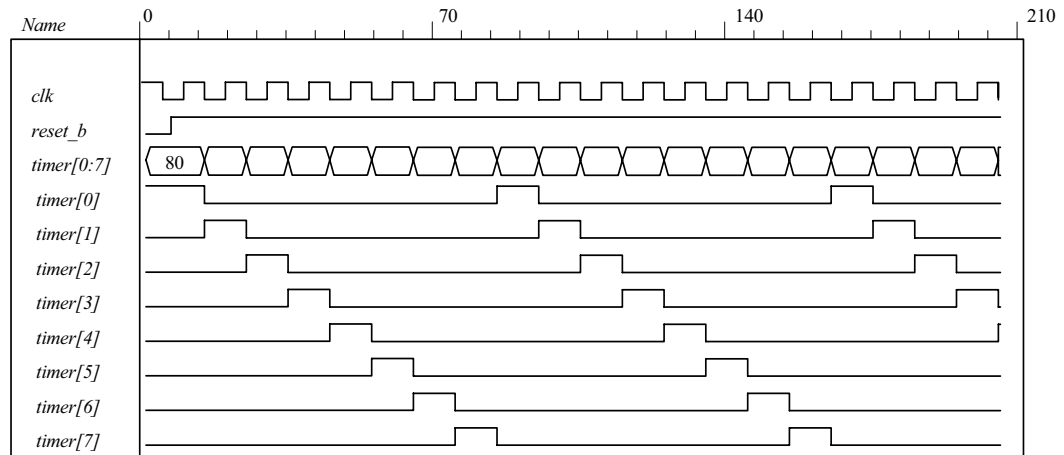 Name 0 70 140 210
clk
reset_b
timer[0:7] 80
timer[0]
timer[1]
timer[2]
timer[3]
timer[4]
timer[5]
timer[6]
timer[7]